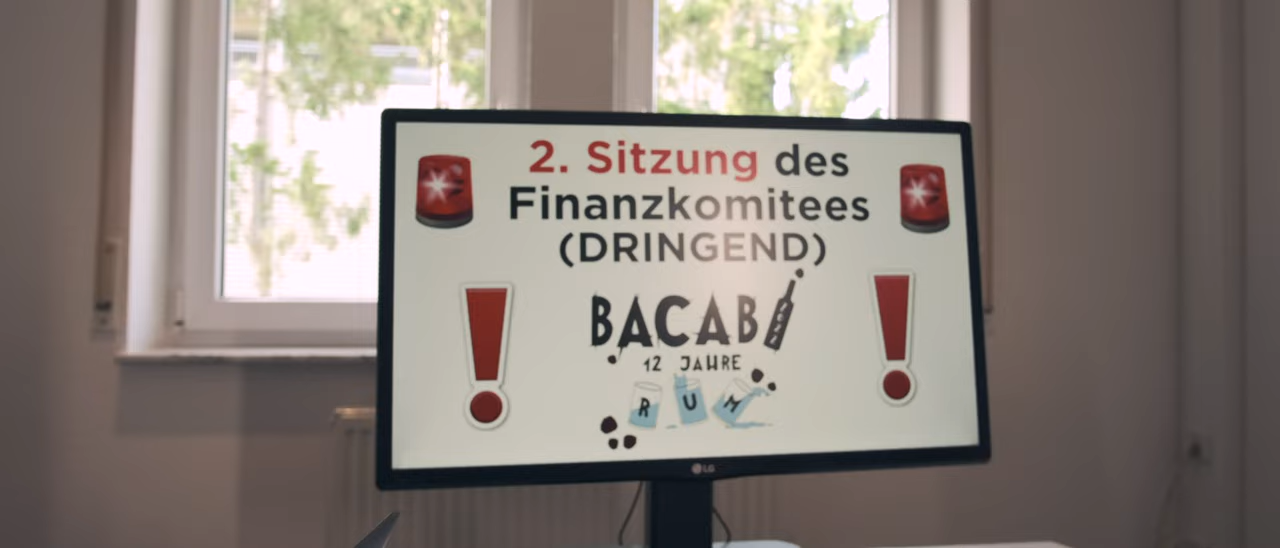 2. Sitzung des
Finanzkomitees
(DRINGEND)
BACABI
12 JAHRE
RUM
LG